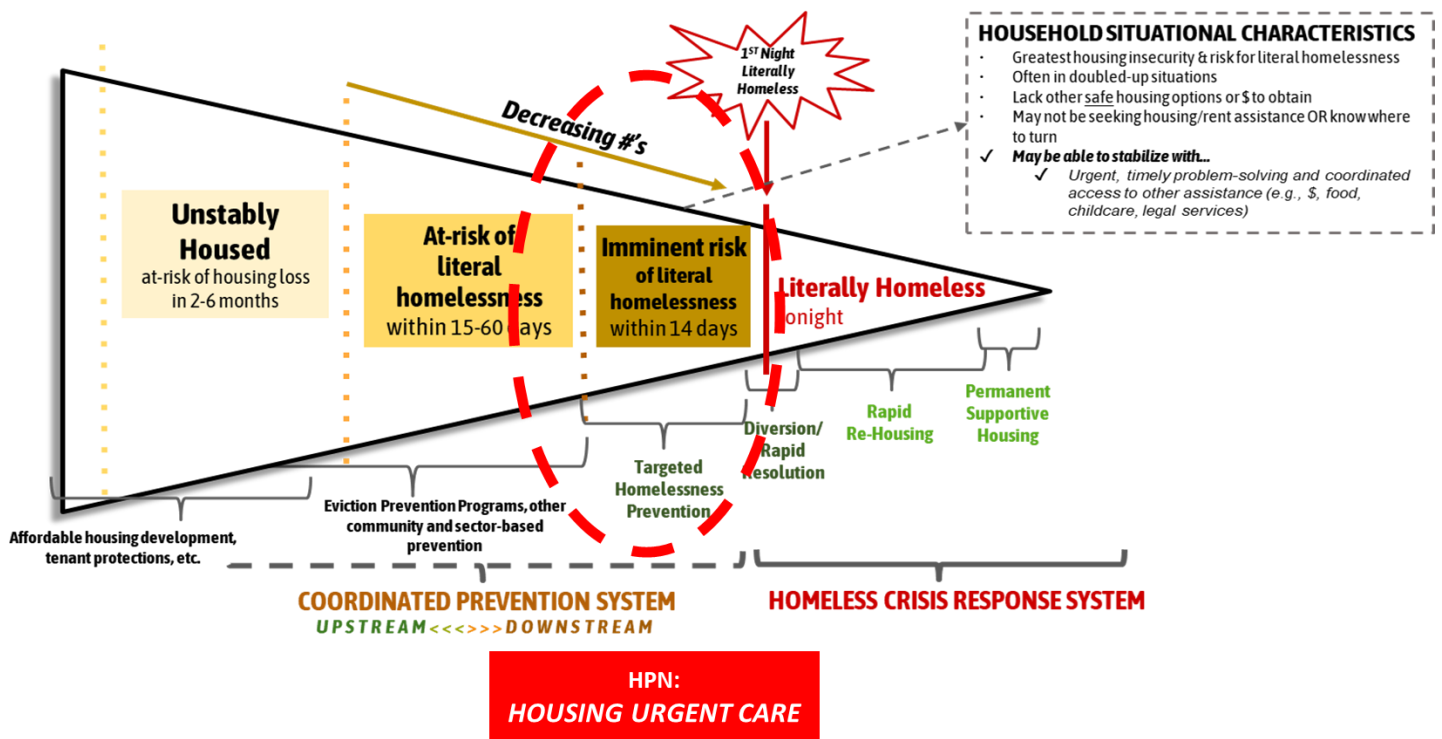 1ST Night
Literally
Homeless
HOUSEHOLD SITUATIONAL CHARACTERISTICS
· Greatest housing insecurity & risk for literal homelessness
· Often in doubled-up situations
· Lack other safe housing options or $ to obtain
· May not be seeking housing/rent assistance OR know where
to turn
✓ May be able to stabilize with...
✓ Urgent, timely problem-solving and coordinated
access to other assistance (e.g., $, food,
childcare, legal services)
Decreasing #'s
Unstably
Housed
at-risk of housing loss
in 2-6 months
At-risk of
literal
homelessness
within 15-60 days
Imminent risk
of literal
homelessness
within 14 days
Literally Homeless
tonight
Affordable housing development,
tenant protections, etc.
Eviction Prevention Programs, other
community and sector-based
prevention
Targeted
Homelessness
Prevention
Diversion/
Rapid
Resolution
Rapid
Re-Housing
Permanent
Supportive
Housing
COORDINATED PREVENTION SYSTEM
UPSTREAM<<<>>>DOWNSTREAM
HOMELESS CRISIS RESPONSE SYSTEM
HPN:
HOUSING URGENT CARE